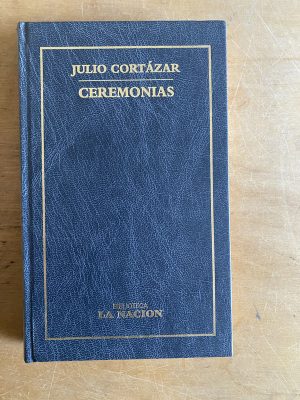 JULIO CORTÁZAR
CEREMONIAS
BIBLIOTECA
LA NACION